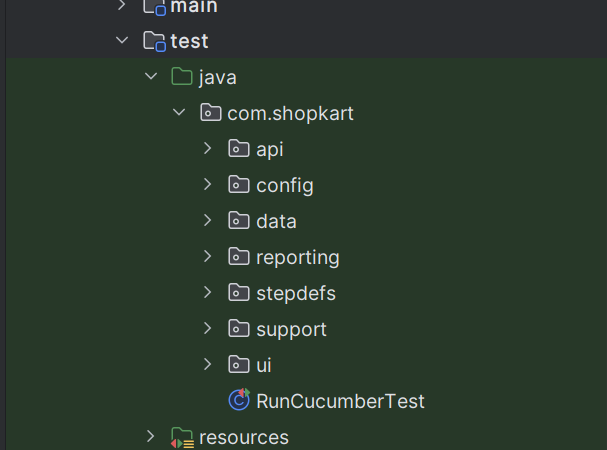 main
test
java
com.shopkart
api
config
data
reporting
stepdefs
support
ui
RunCucumberTest
resources